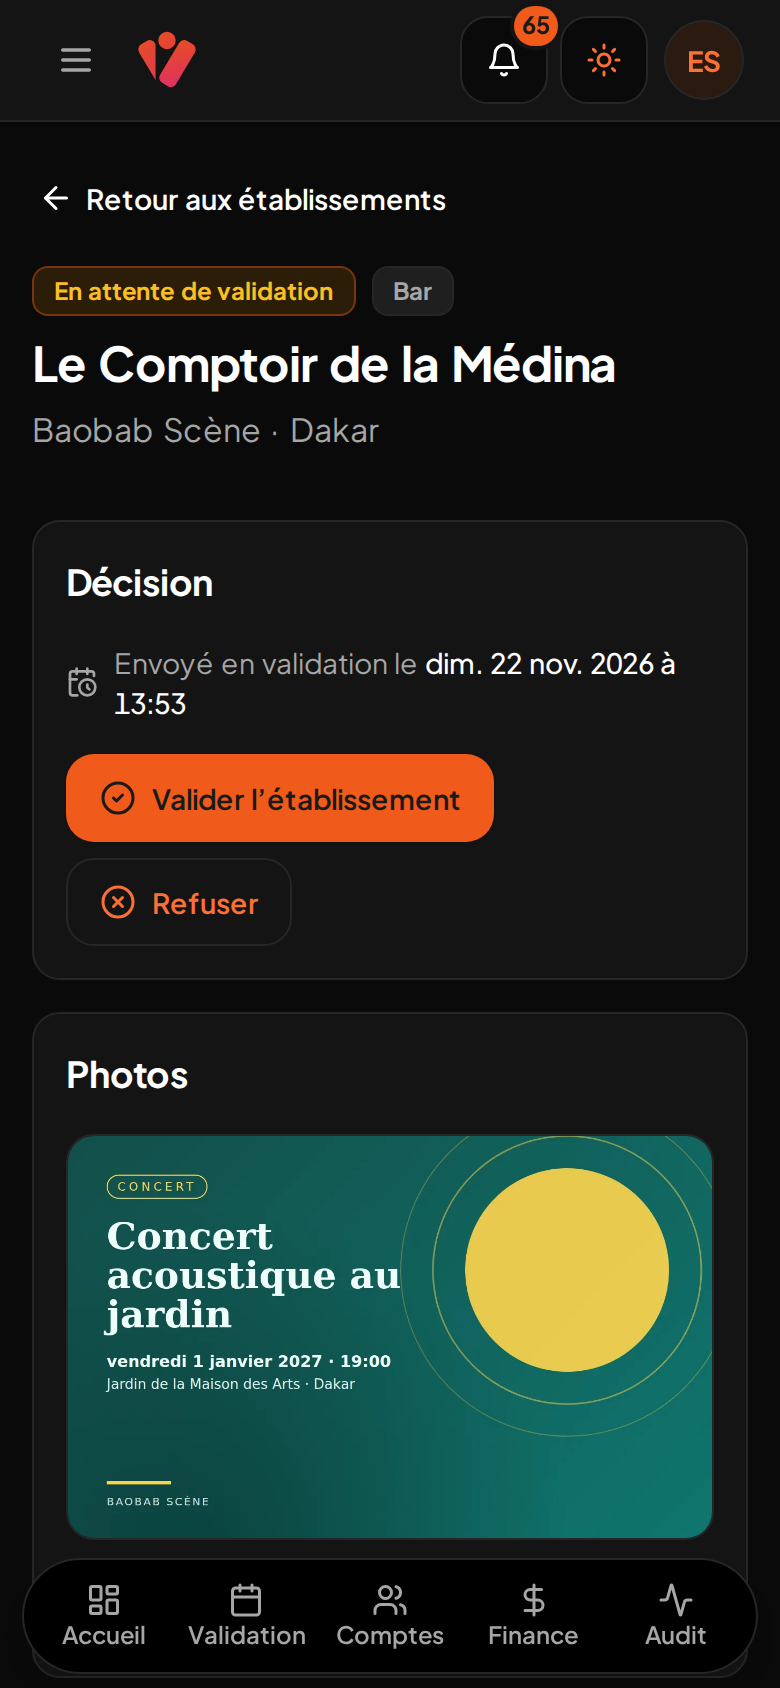 65
ES
Retour aux établissements
En attente de validation
Bar
Le Comptoir de la Médina
Baobab Scène · Dakar
Décision
Envoyé en validation le dim. 22 nov. 2026 à
13:53
Valider l’établissement
Refuser
Photos
CONCERT
Concert
acoustique au
jardin
vendredi 1 janvier 2027 · 19:00
Jardin de la Maison des Arts · Dakar
BAOBAB SCÈNE
Accueil
Validation
Comptes
Finance
Audit